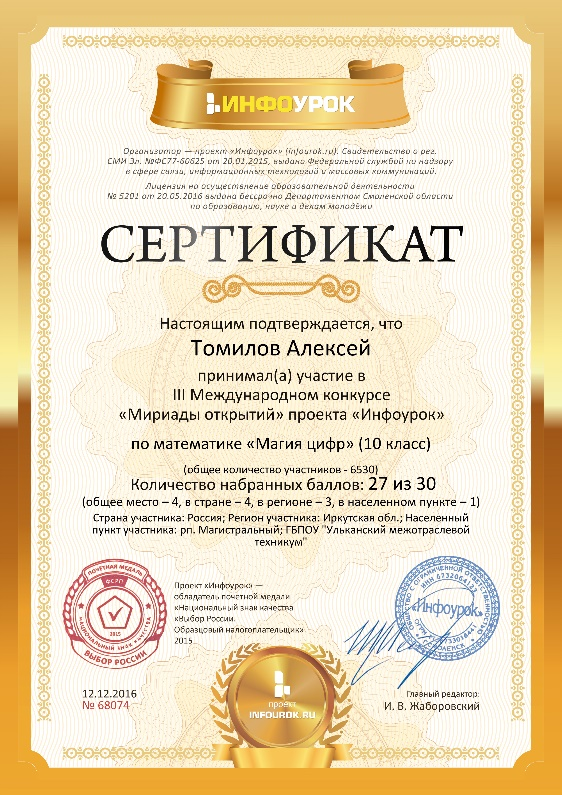 ИНФОУРОК
Организатор — проект «Инфоурок» (infourok.ru). Свидетельство о рег.
СМИ Эл. №ФС77-60625 от 20.01.2015, выдано Федеральной службой по надзору
в сфере связи, информационных технологий и массовых коммуникаций.
Лицензия на осуществление образовательной деятельности
№ 5201 от 20.05.2016 выдана бессрочно Департаментом Смоленской области
по образованию, науке и делам молодёжи
СЕРТИФИКАТ
Настоящим подтверждается, что
Томилов Алексей
принимал(а) участие в
III Международном конкурсе
«Мириады открытий» проекта «Инфоурок»
по математике «Магия цифр» (10 класс)
(общее количество участников - 6530)
Количество набранных баллов: 27 из 30
(общее место – 4, в стране – 4, в регионе – 3, в населенном пункте – 1)
Страна участника: Россия; Регион участника: Иркутская обл.; Населенный
пункт участника: рп. Магистральный; ГБПОУ "Ульканский межотраслевой
техникум"
ПОЧЕТНАЯ МЕДАЛЬ
ФСРП
НАЦИОНАЛЬНЫЙ ЗНАК КАЧЕСТВА
2015
ВЫБОР РОССИИ
Проект «Инфоурок» —
обладатель почетной медали
«Национальный знак качества
«Выбор России.
Образцовый налогоплательщик»
2015.
ОБЩЕСТВО С ОГРАНИ�ченной ОТВЕТСТВЕННОСТЬЮ
«Инфоурок»
12.12.2016
№ 68074
проект
INFOUROK.RU
Главный редактор:
И. В. Жаборовский